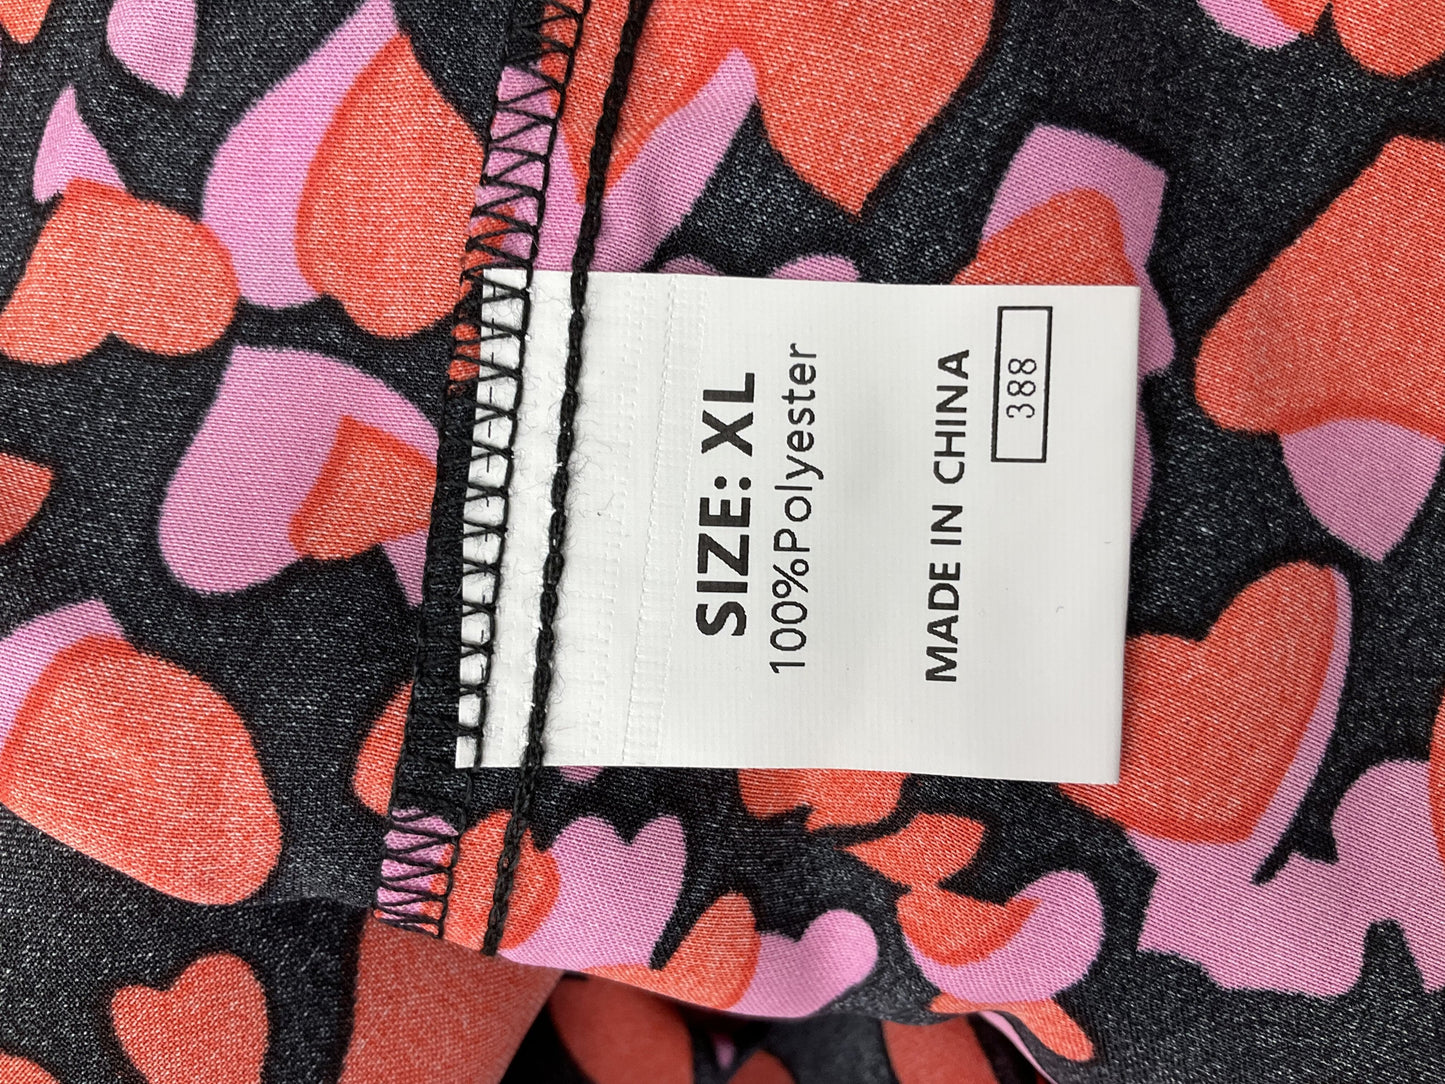 SIZE: XL
100%Polyester
MADE IN CHINA
388